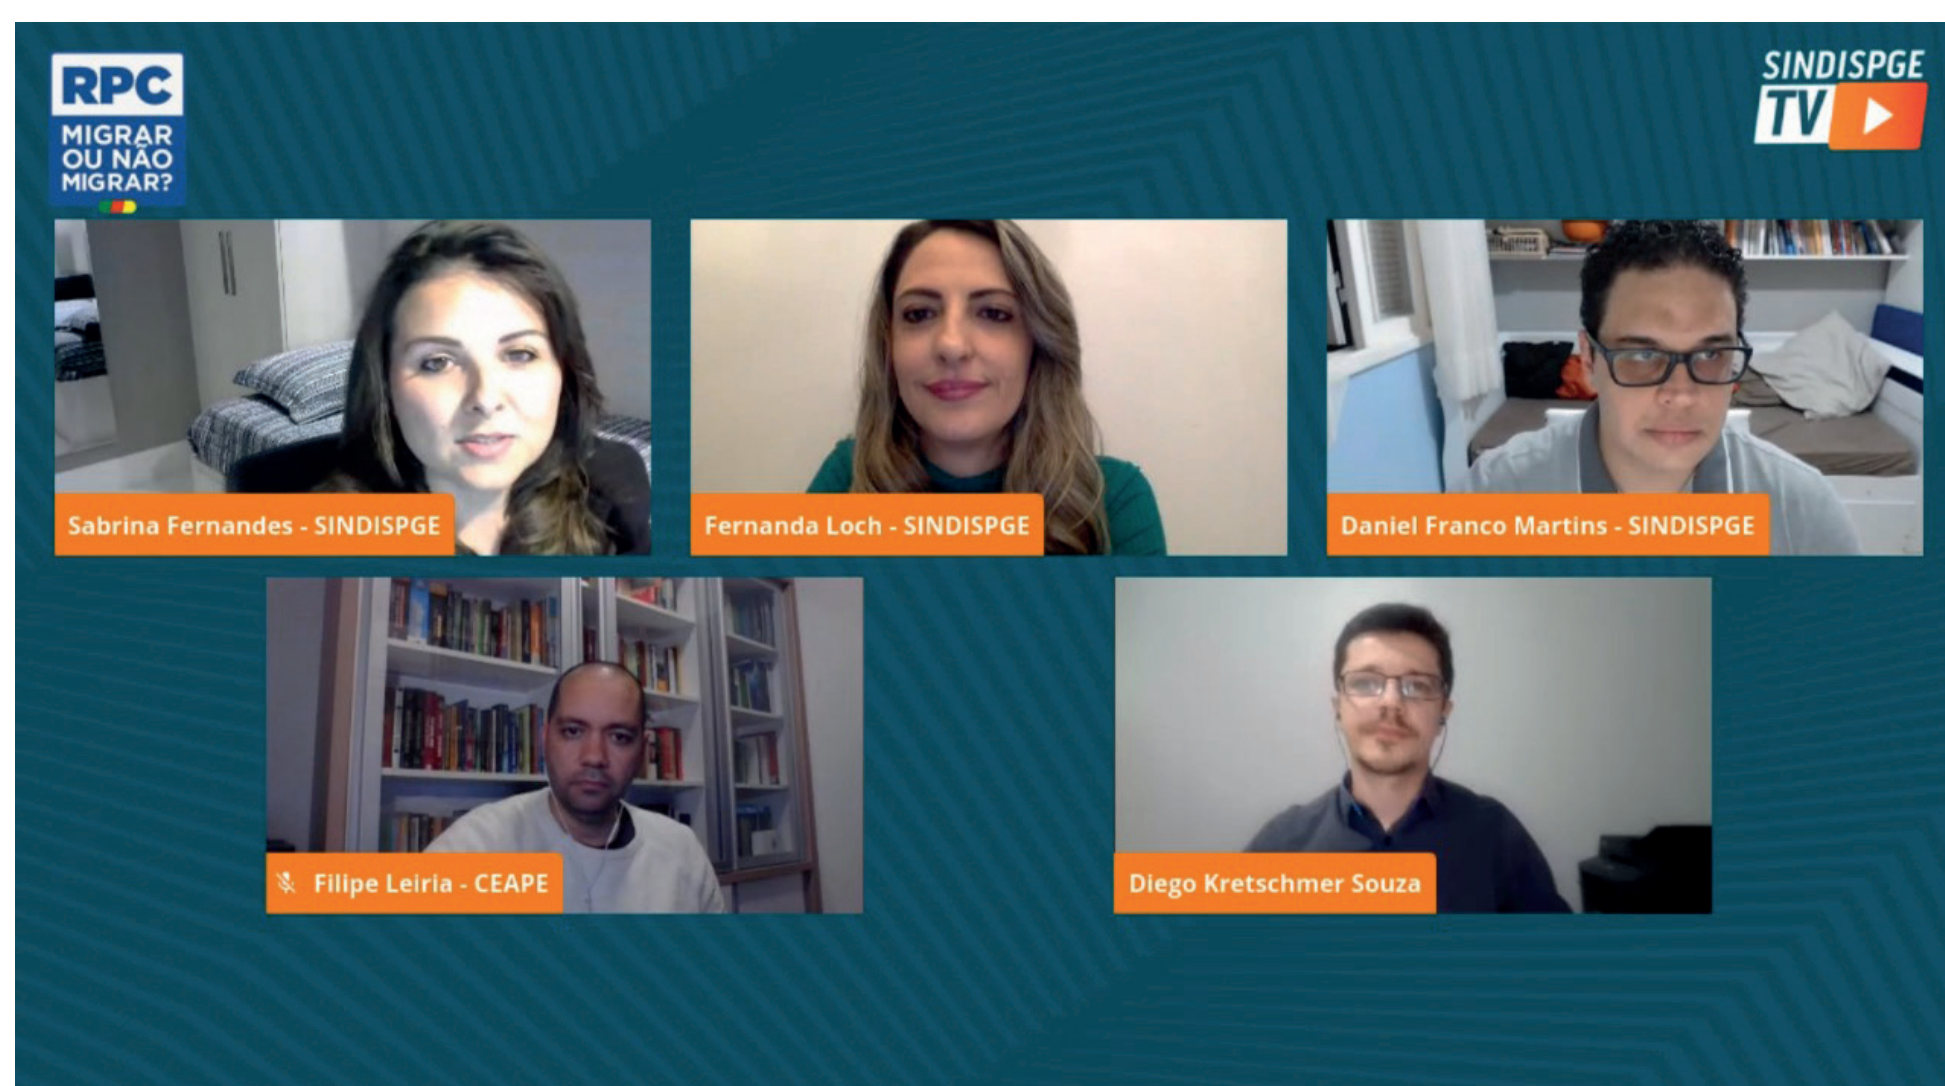 RPC
MIGRAR
OU NÃO
MIGRAR?
SINDISPGE
TV
Sabrina Fernandes - SINDISPGE
Fernanda Loch - SINDISPGE
Daniel Franco Martins - SINDISPGE
Filipe Leiria - CEAPE
Diego Kretschmer Souza